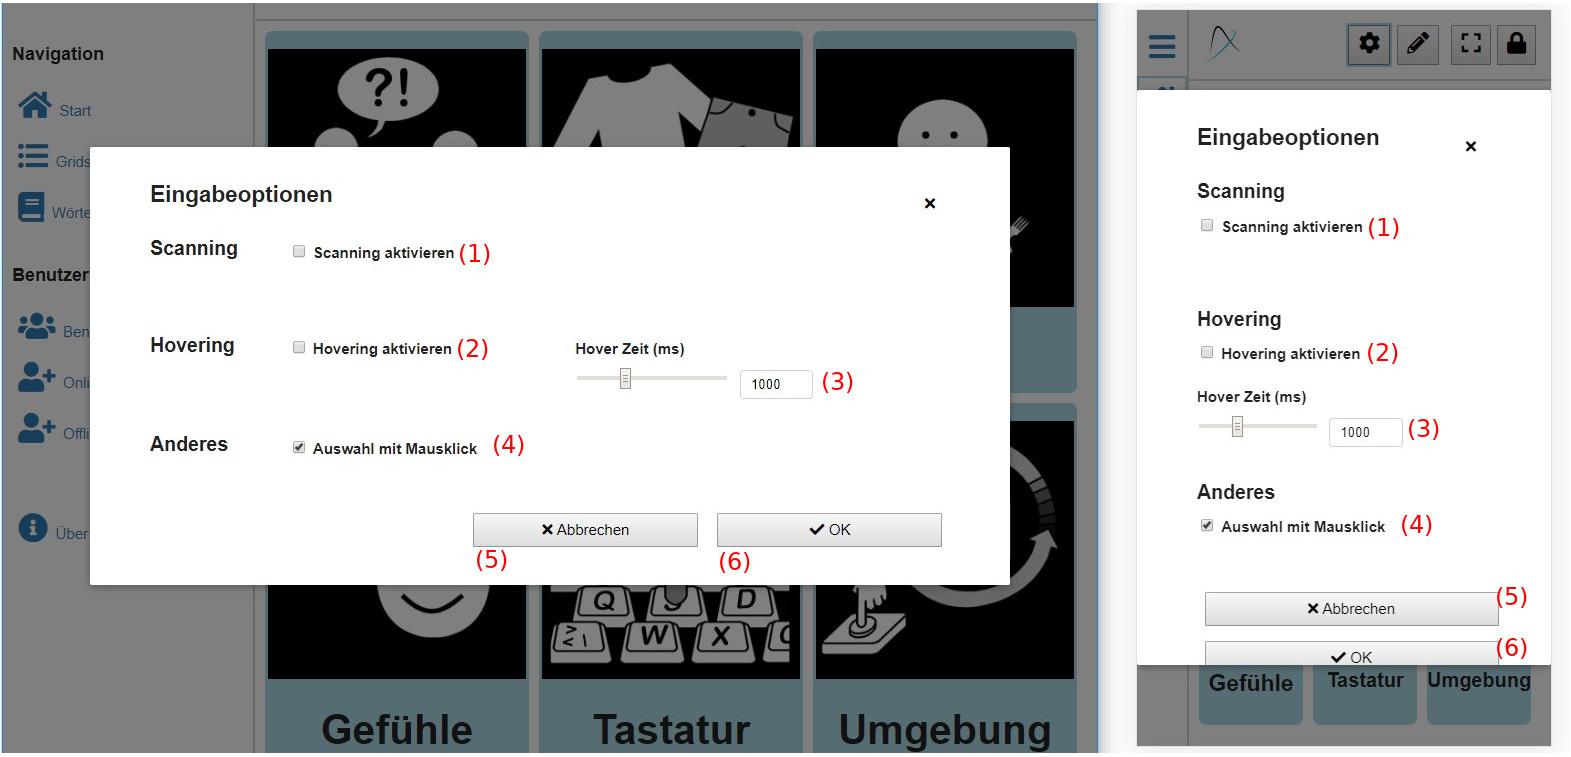 Navigation
Start
Grids
Wörte
Benutzer
Ben
Onli
Offli
Über
?!
Eingabeoptionen
Scanning
Scanning aktivieren (1)
Hovering
Hovering aktivieren (2)
Hover Zeit (ms)
1000 (3)
Anderes
Auswahl mit Mausklick (4)
Abbrechen
OK
(5)
(6)
Q
D
W
X
Gefühle
Tastatur
Umgebung
Eingabeoptionen
Scanning
Scanning aktivieren (1)
Hovering
Hovering aktivieren (2)
Hover Zeit (ms)
1000 (3)
Anderes
Auswahl mit Mausklick (4)
Abbrechen (5)
OK (6)
Gefühle
Tastatur
Umgebung